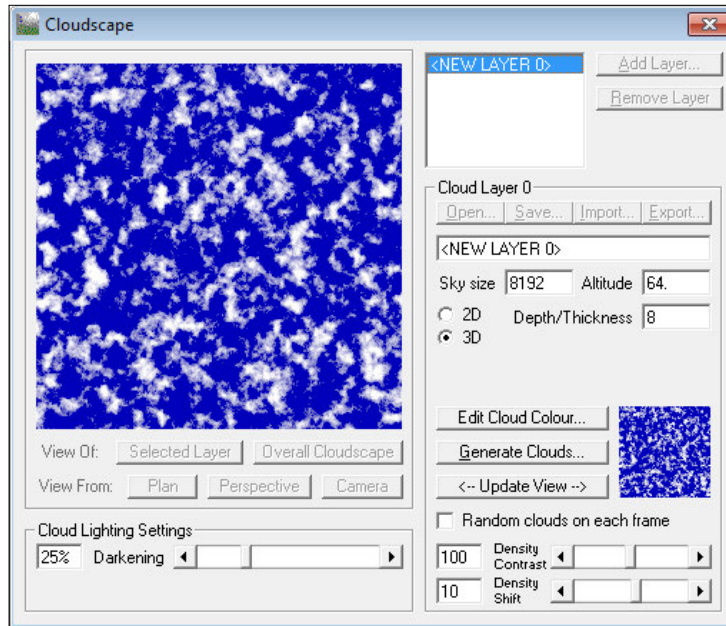 Cloudscape
<NEW LAYER 0>
Add Layer...
Remove Layer
View Of: Selected Layer Overall Cloudscape
View From: Plan Perspective Camera
Cloud Lighting Settings
25% Darkening
Cloud Layer 0
Open... Save... Import... Export...
<NEW LAYER 0>
Sky size 8192 Altitude 64.
2D
3D
Depth/Thickness 8
Edit Cloud Colour...
Generate Clouds...
<-- Update View -->
Random clouds on each frame
100 Density Contrast
10 Density Shift